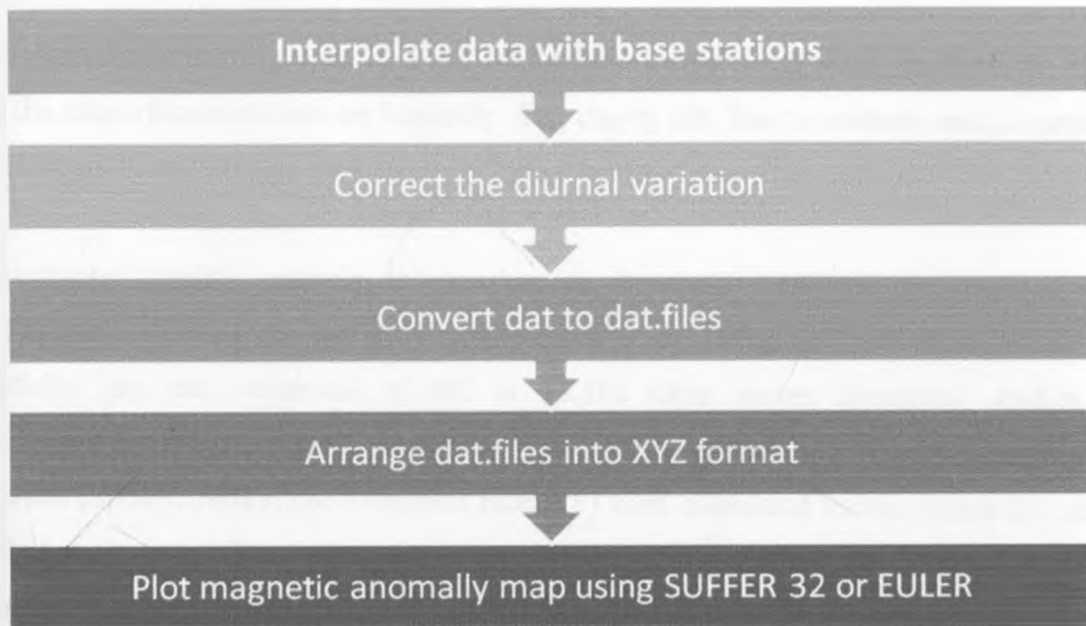 Interpolate data with base stations
Correct the diurnal variation
Convert dat to dat.files
Arrange dat.files into XYZ format
Plot magnetic anomally map using SUFFER 32 or EULER